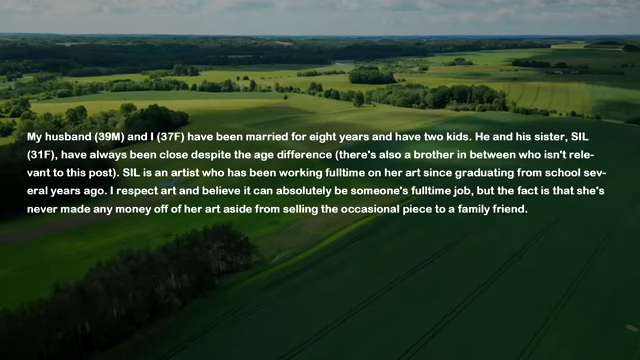 My husband (39M) and I (37F) have been married for eight years and have two kids. He and his sister, SIL
(31F), have always been close despite the age difference (there's also a brother in between who isn't rele-
vant to this post). SIL is an artist who has been working fulltime on her art since graduating from school sev-
eral years ago. I respect art and believe it can absolutely be someone's fulltime job, but the fact is that she's
never made any money off of her art aside from selling the occasional piece to a family friend.